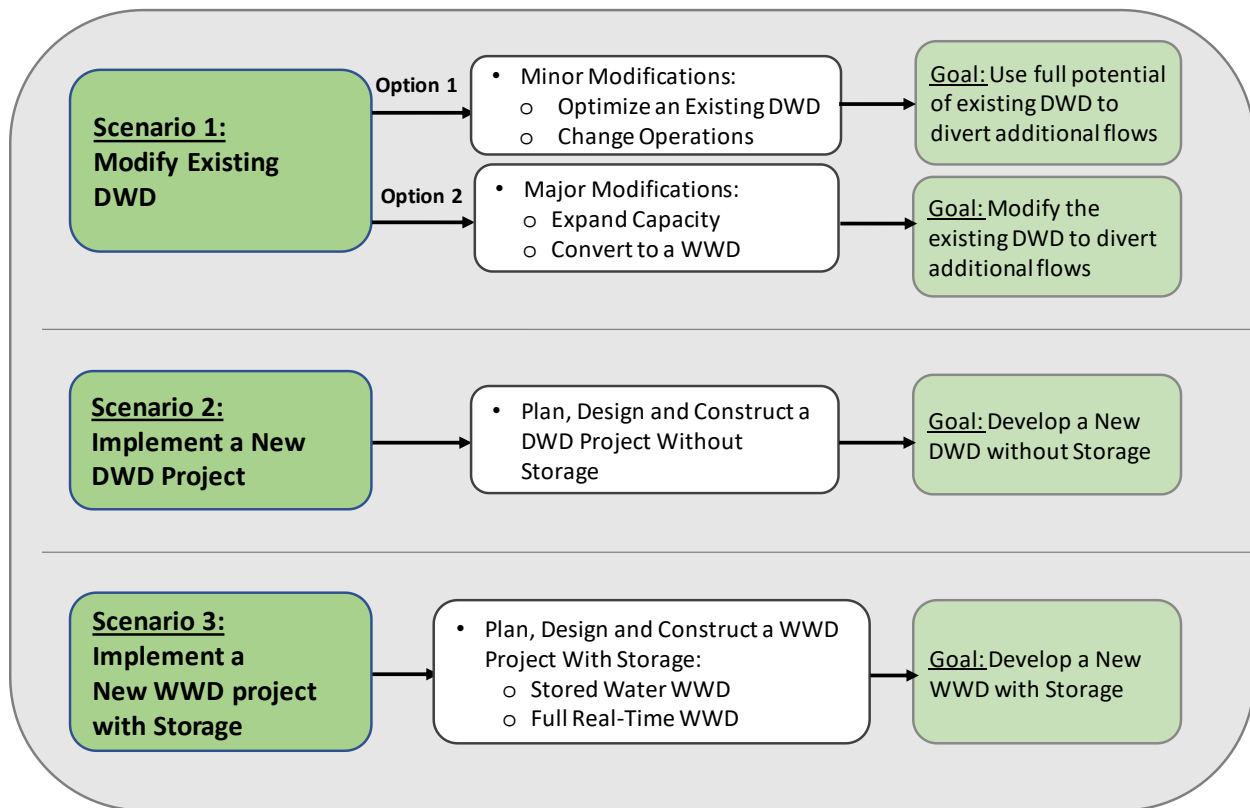 Scenario 1:
Modify Existing
DWD
Option 1
• Minor Modifications:
o Optimize an Existing DWD
o Change Operations
Goal: Use full potential
of existing DWD to
divert additional flows
Option 2
• Major Modifications:
o Expand Capacity
o Convert to a WWD
Goal: Modify the
existing DWD to divert
additional flows
Scenario 2:
Implement a New
DWD Project
• Plan, Design and Construct a
DWD Project Without
Storage
Goal: Develop a New
DWD without Storage
Scenario 3:
Implement a
New WWD project
with Storage
• Plan, Design and Construct a WWD
Project With Storage:
o Stored Water WWD
o Full Real-Time WWD
Goal: Develop a New
WWD with Storage